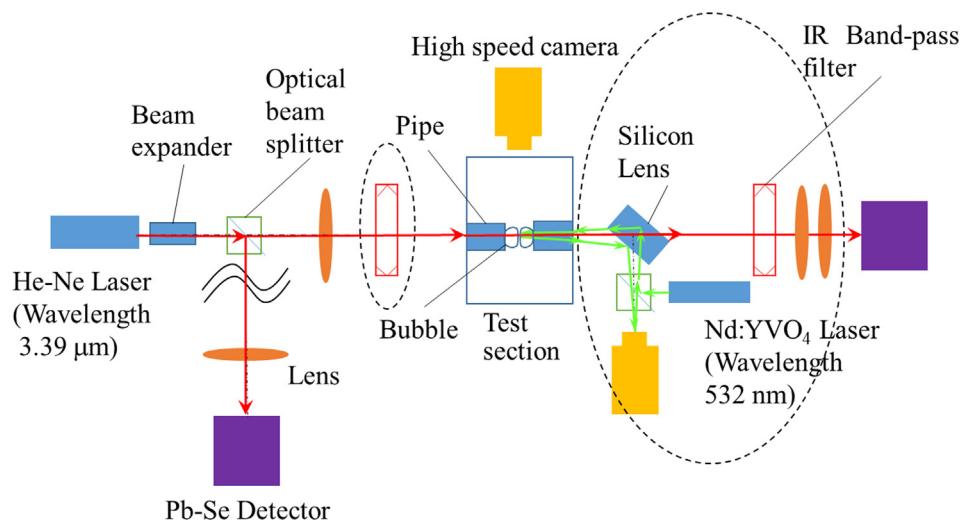 High speed camera
IR Band-pass
filter
Optical
beam
splitter
Beam
expander
Pipe
Silicon
Lens
He-Ne Laser
(Wavelength
3.39 μm)
Bubble
Test
section
Nd:YVO₄ Laser
(Wavelength
532 nm)
Lens
Pb-Se Detector